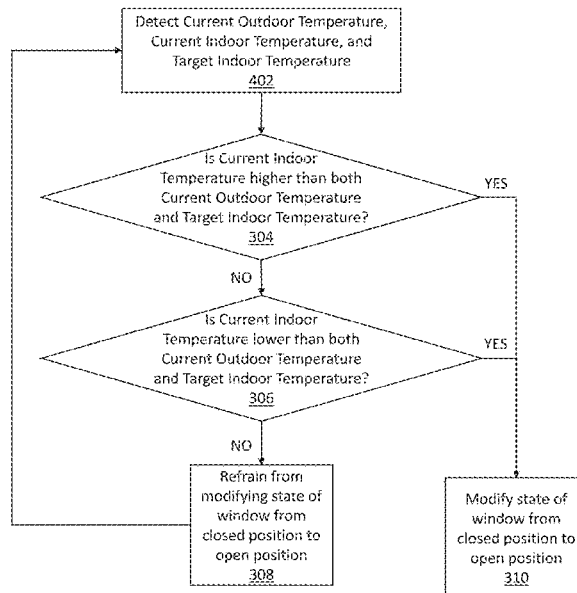 Detect Current Outdoor Temperature,
Current Indoor Temperature, and
Target Indoor Temperature
402
Is Current Indoor
Temperature higher than both
Current Outdoor Temperature
and Target Indoor Temperature?
304
YES
NO
Is Current Indoor
Temperature lower than both
Current Outdoor Temperature
and Target Indoor Temperature?
306
YES
NO
Refrain from
modifying state of
window from
closed position to
open position
308
Modify state of
window from
closed position to
open position
310